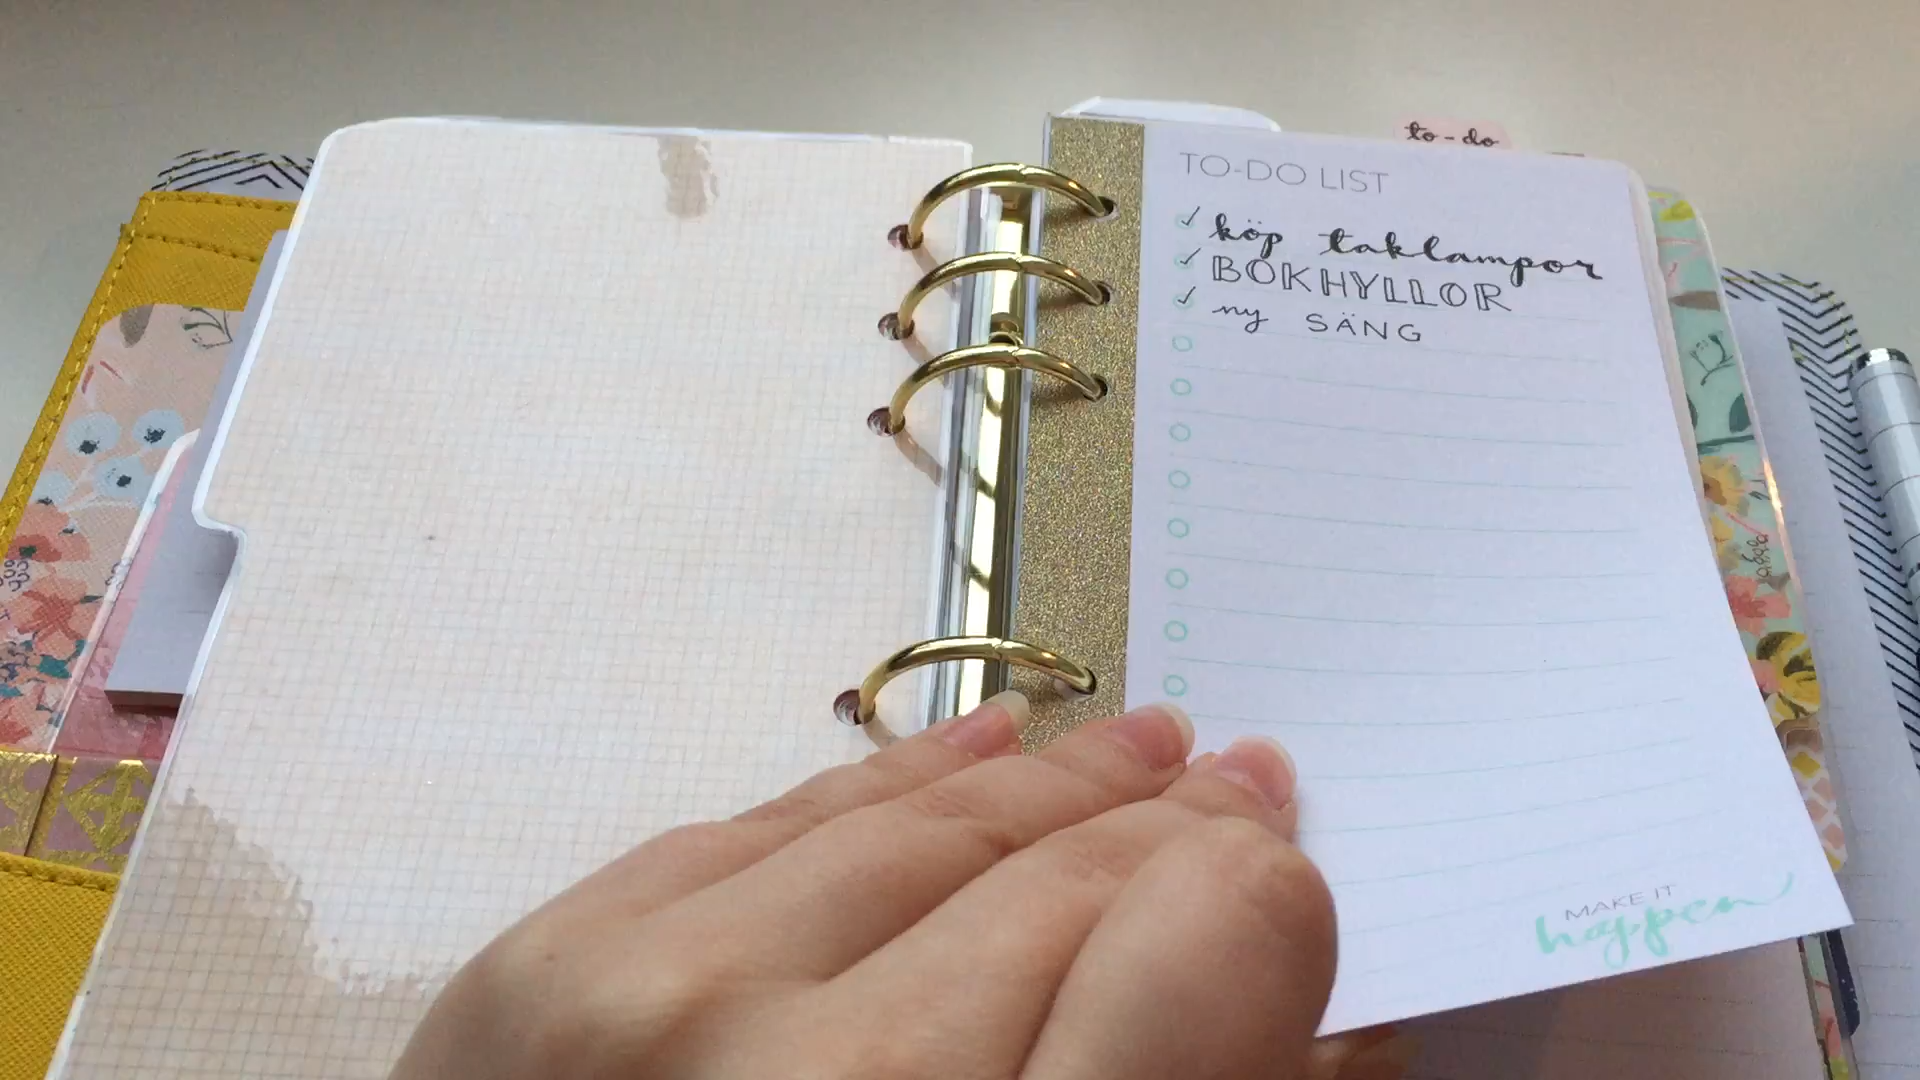 to-do
TO-DO LIST
köp taklampor
BOKHYLLOR
ny SÄNG
MAKE IT
happen